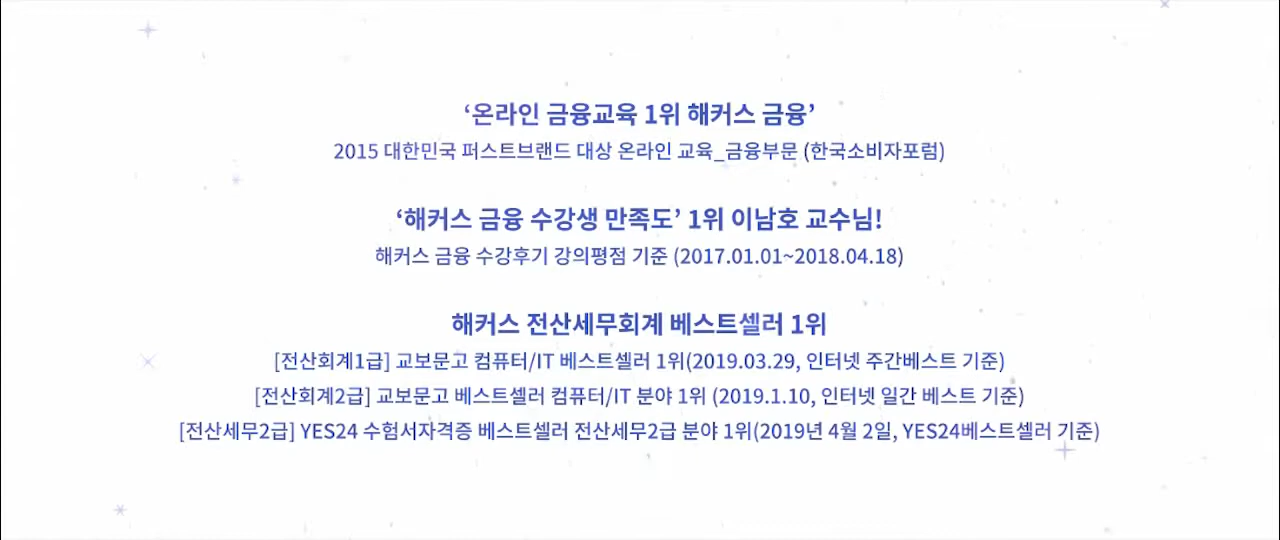 ‘온라인 금융교육 1위 해커스 금융’
2015 대한민국 퍼스트브랜드 대상 온라인 교육_금융부문 (한국소비자포럼)
‘해커스 금융 수강생 만족도’ 1위 이남호 교수님!
해커스 금융 수강후기 강의평점 기준 (2017.01.01~2018.04.18)
해커스 전산세무회계 베스트셀러 1위
[전산회계1급] 교보문고 컴퓨터/IT 베스트셀러 1위(2019.03.29, 인터넷 주간베스트 기준)
[전산회계2급] 교보문고 베스트셀러 컴퓨터/IT 분야 1위 (2019.1.10, 인터넷 일간 베스트 기준)
[전산세무2급] YES24 수험서자격증 베스트셀러 전산세무2급 분야 1위(2019년 4월 2일, YES24베스트셀러 기준)